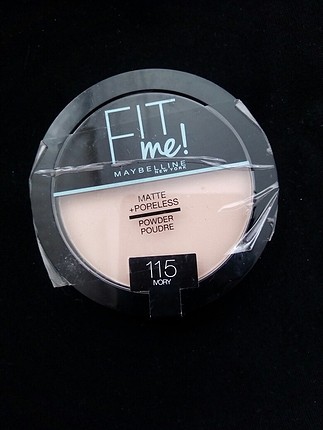 FIT
me!
MAYBELLINE
NEW YORK
MATTE
+PORELESS
POWDER
POUDRE
115
IVORY